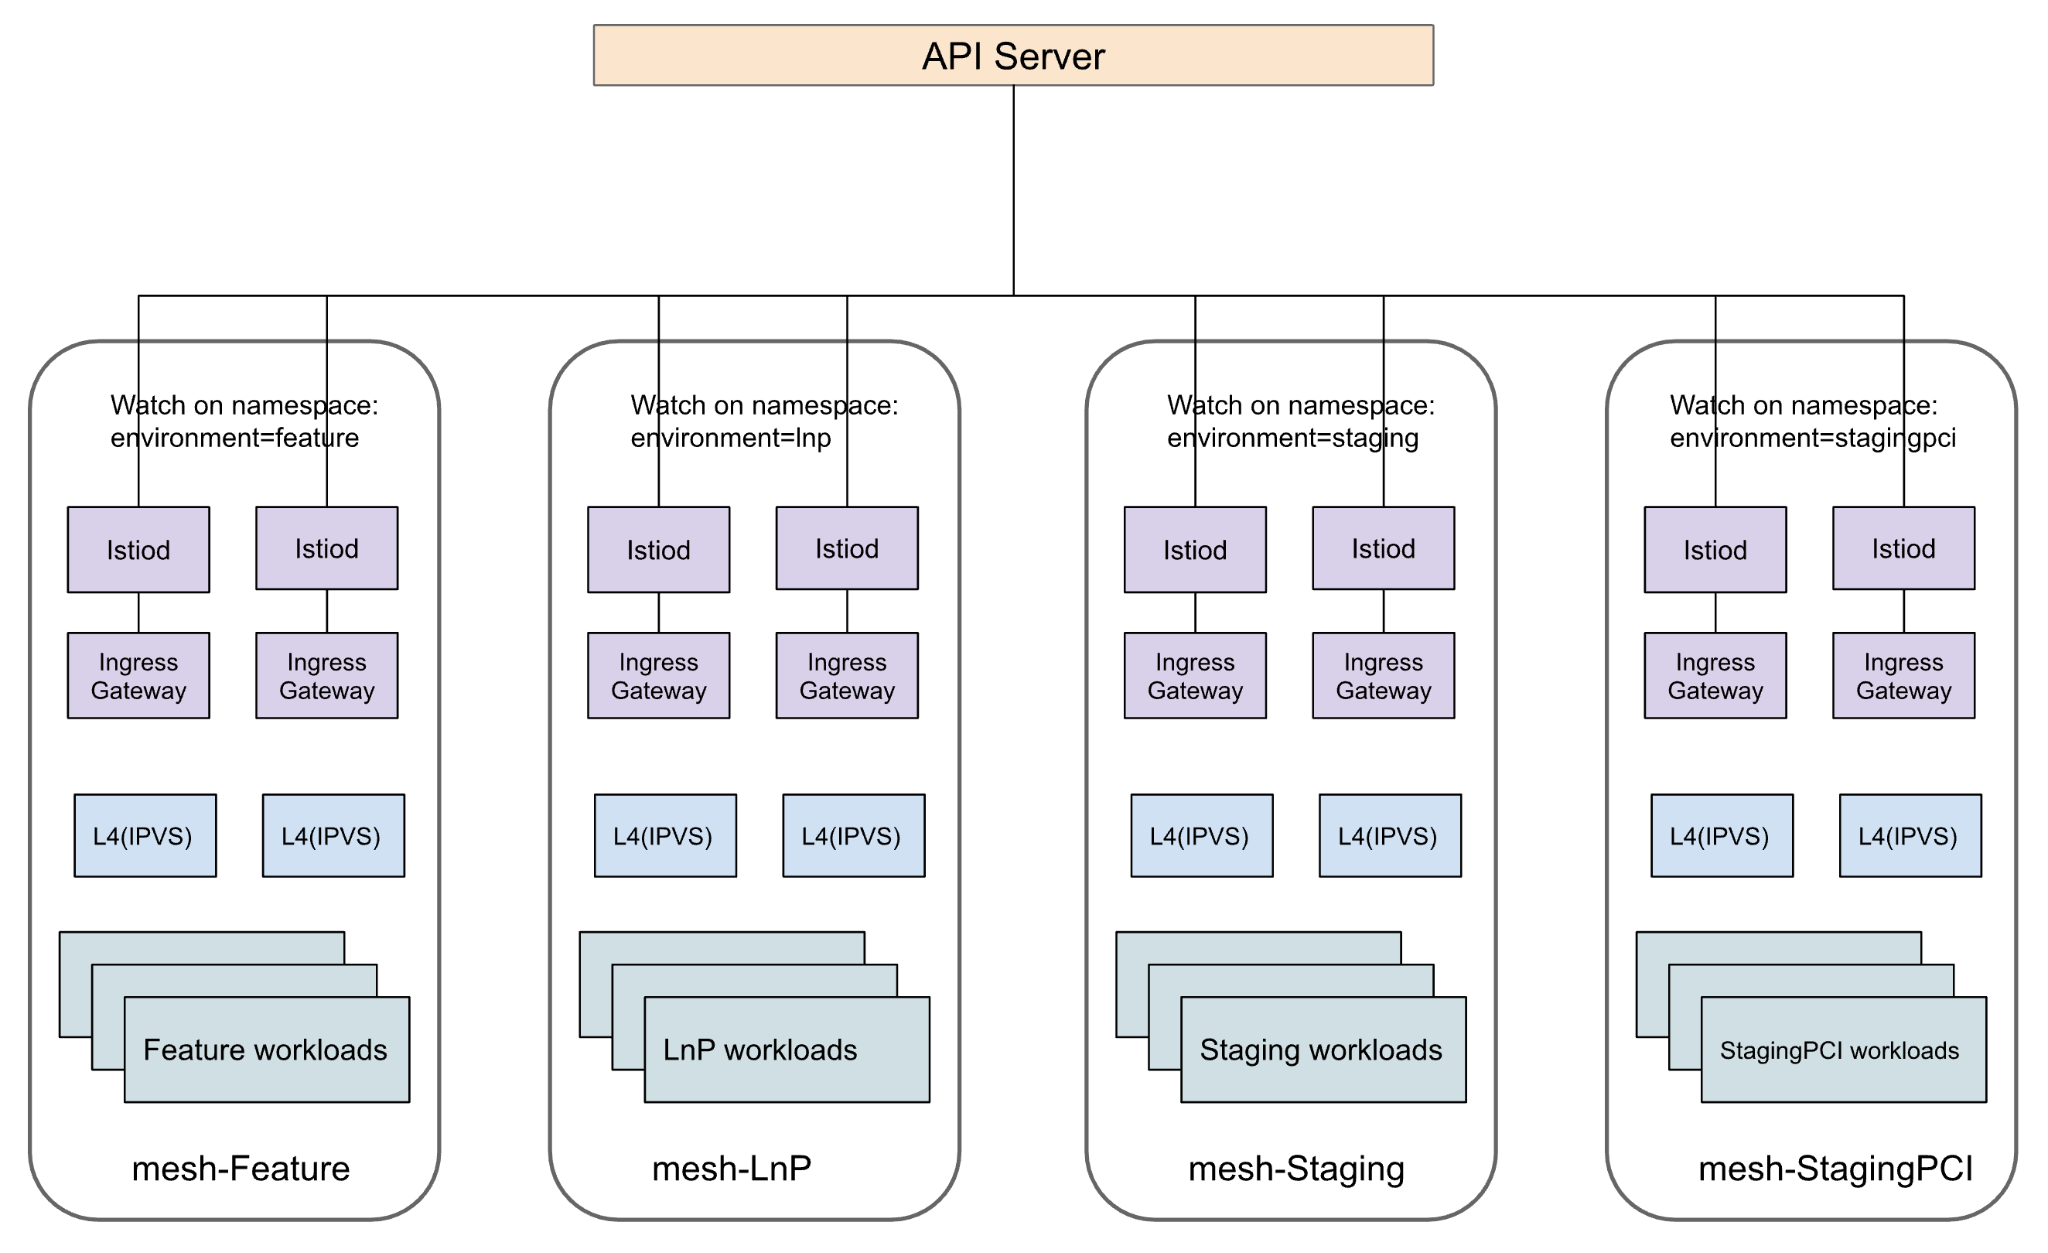 API Server
Watch on namespace:
environment=feature
Istiod
Istiod
Ingress
Gateway
Ingress
Gateway
L4(IPVS)
L4(IPVS)
Feature workloads
mesh-Feature
Watch on namespace:
environment=lnp
Istiod
Istiod
Ingress
Gateway
Ingress
Gateway
L4(IPVS)
L4(IPVS)
LnP workloads
mesh-LnP
Watch on namespace:
environment=staging
Istiod
Istiod
Ingress
Gateway
Ingress
Gateway
L4(IPVS)
L4(IPVS)
Staging workloads
mesh-Staging
Watch on namespace:
environment=stagingpci
Istiod
Istiod
Ingress
Gateway
Ingress
Gateway
L4(IPVS)
L4(IPVS)
StagingPCI workloads
mesh-StagingPCI